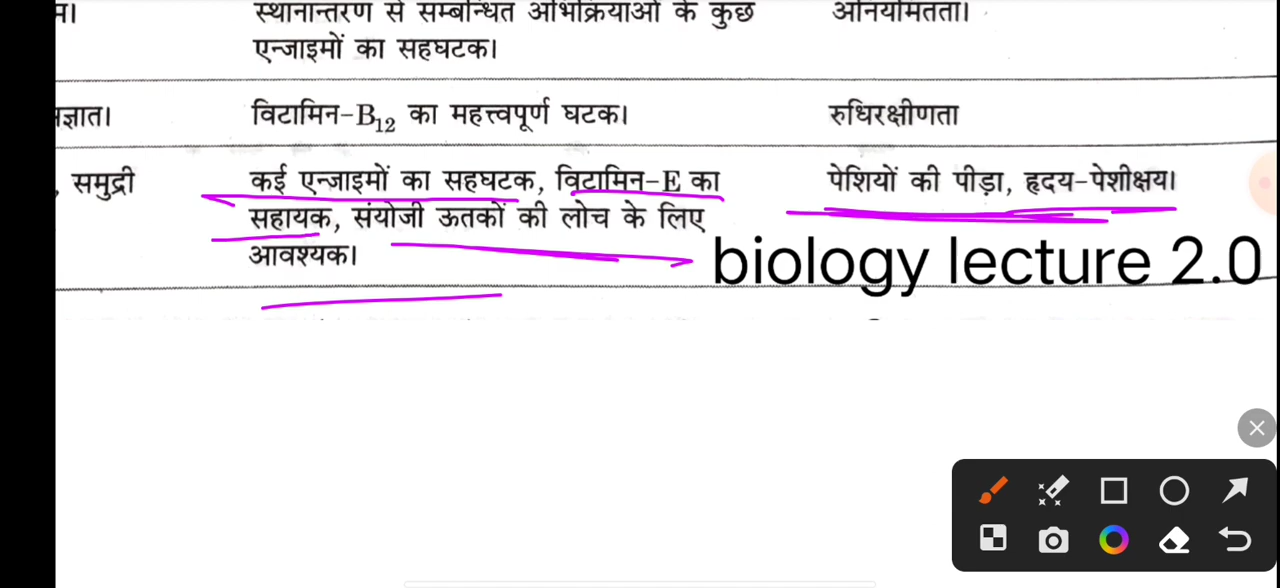 स्थानान्तरण से सम्बन्धित अभिक्रियाओं के कुछ
अनियमितता।
एन्जाइमों का सहघटक।
विटामिन-B12 का महत्त्वपूर्ण घटक।
रुधिरक्षीणता
समुद्री
कई एन्जाइमों का सहघटक, विटामिन-E का
पेशियों की पीड़ा, हृदय-पेशीक्षय।
सहायक, संयोजी ऊतकों की लोच के लिए
आवश्यक।
biology lecture 2.0